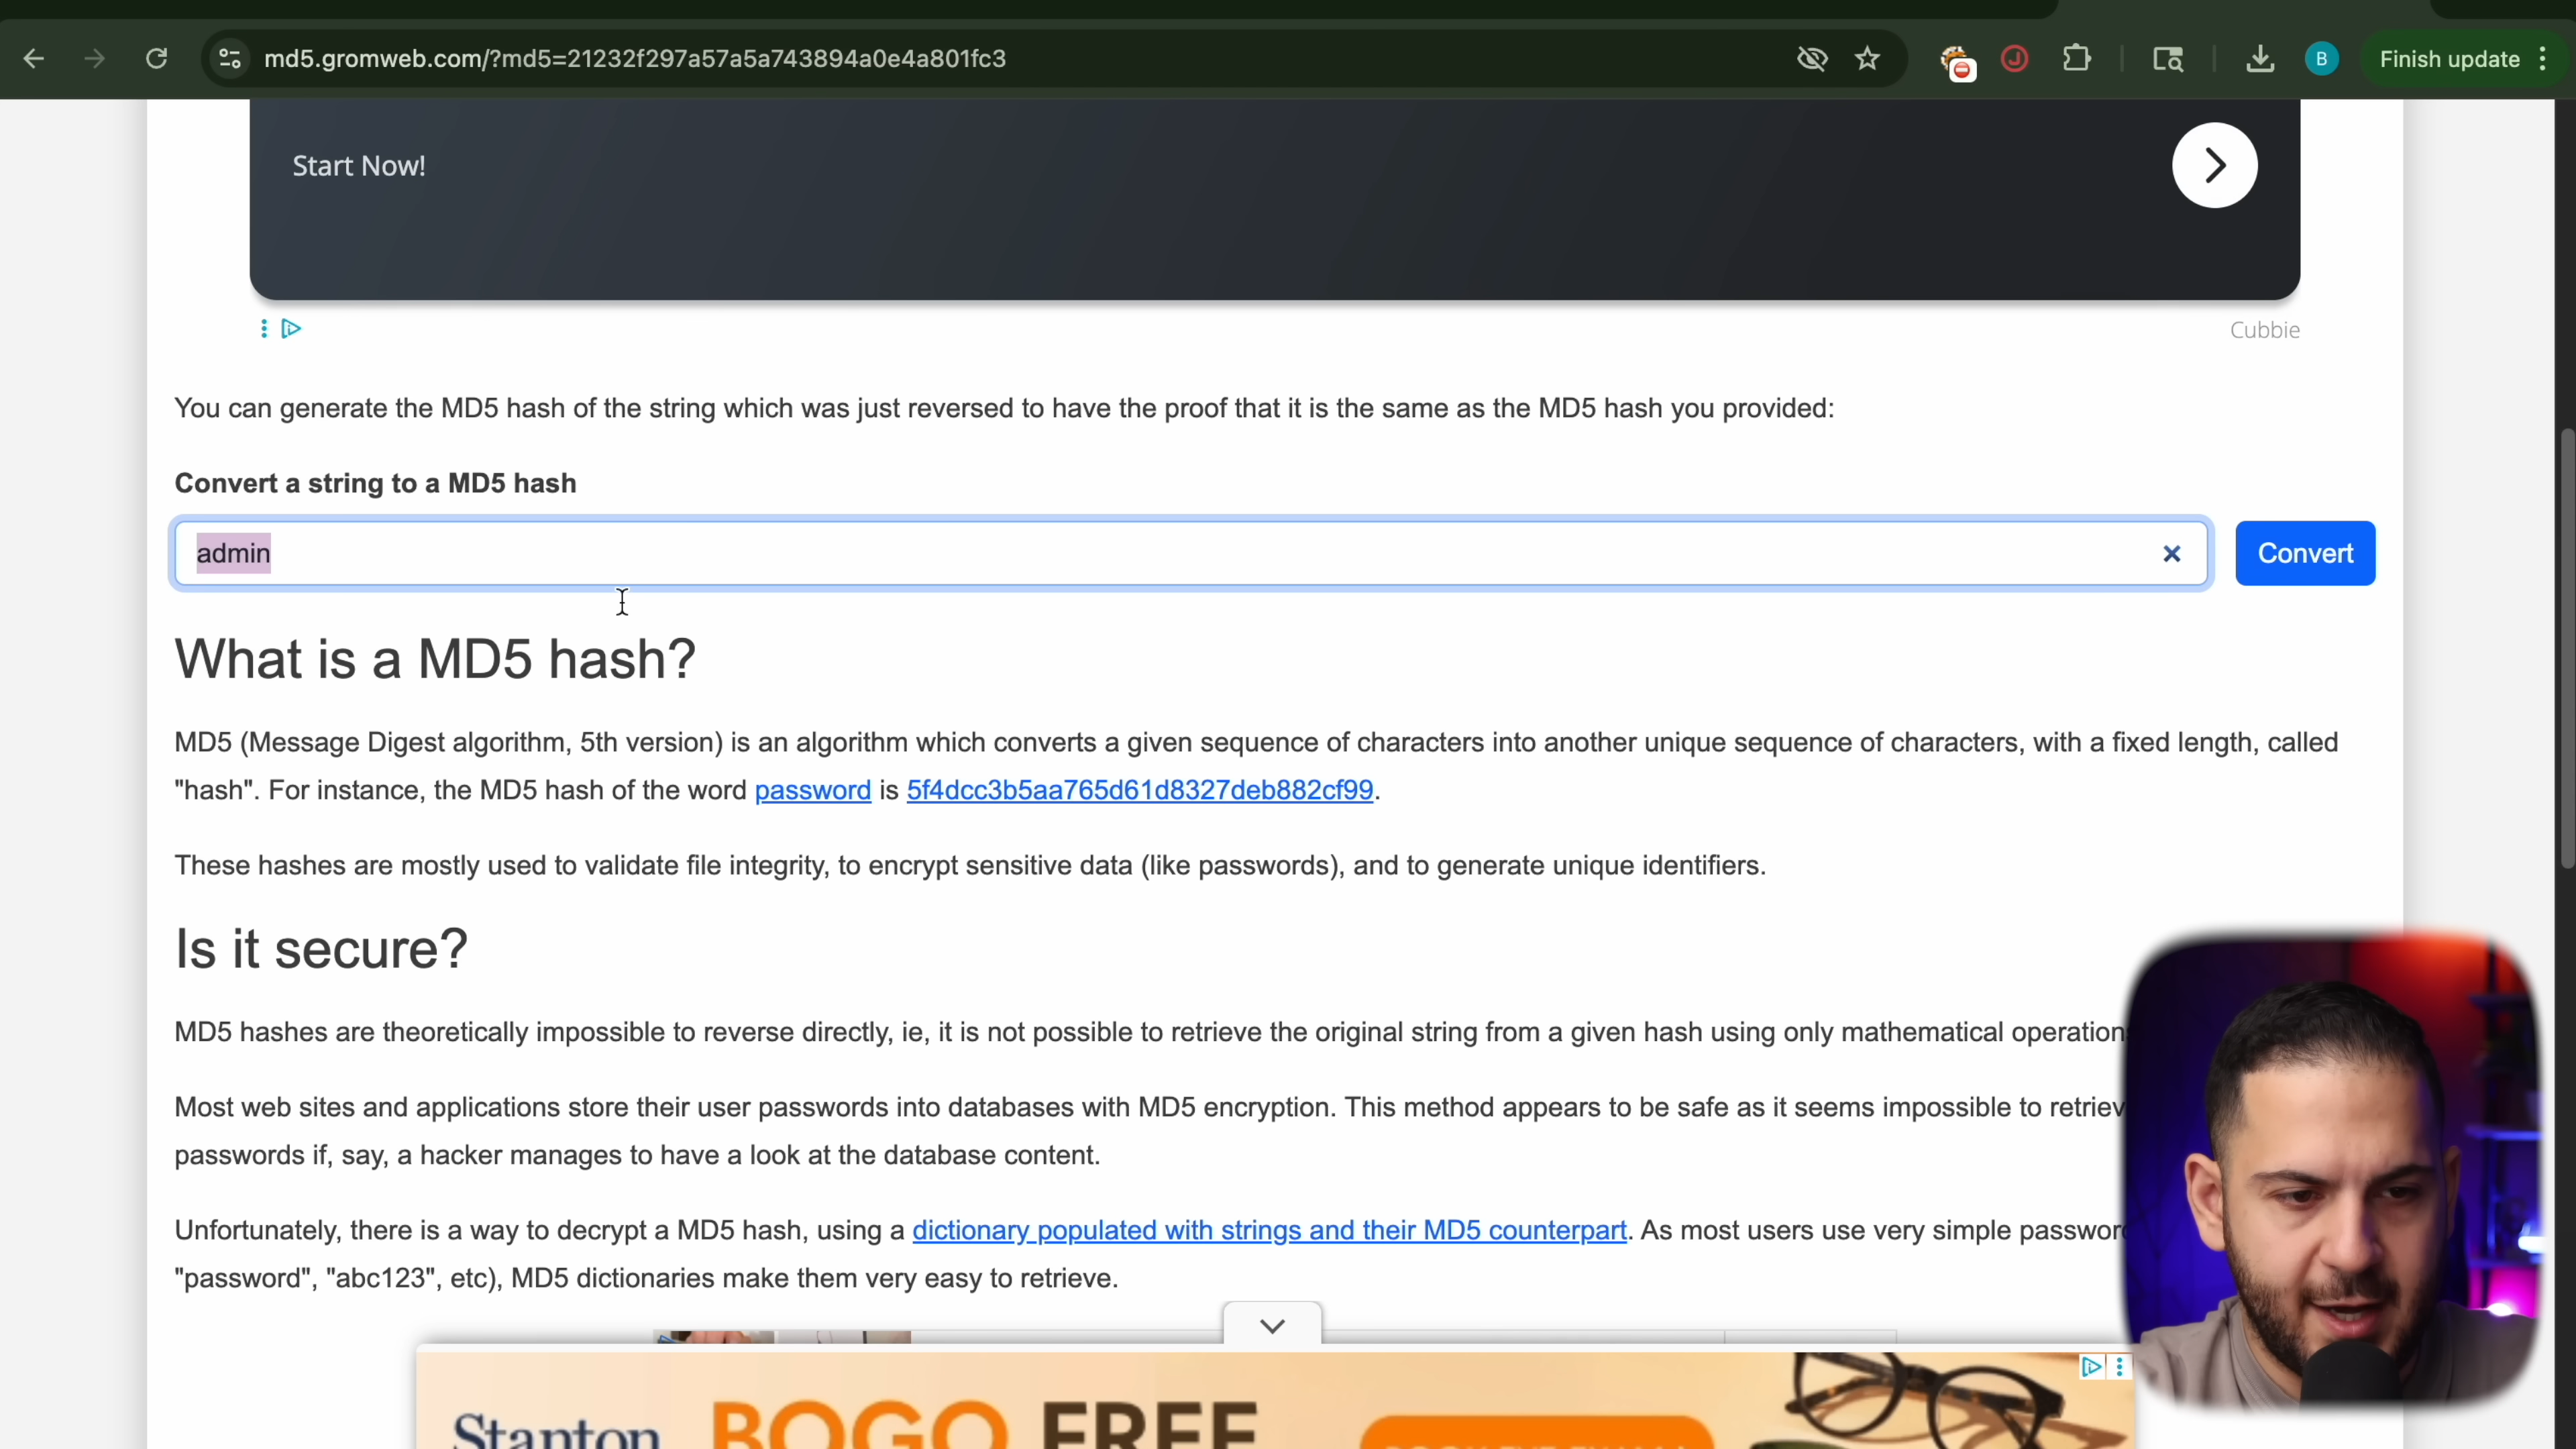 md5.gromweb.com/?md5=21232f297a57a5a743894a0e4a801fc3
J
B
Finish update
Start Now!
Cubbie
You can generate the MD5 hash of the string which was just reversed to have the proof that it is the same as the MD5 hash you provided:
Convert a string to a MD5 hash
admin
Convert
What is a MD5 hash?
MD5 (Message Digest algorithm, 5th version) is an algorithm which converts a given sequence of characters into another unique sequence of characters, with a fixed length, called
"hash". For instance, the MD5 hash of the word password is 5f4dcc3b5aa765d61d8327deb882cf99.
These hashes are mostly used to validate file integrity, to encrypt sensitive data (like passwords), and to generate unique identifiers.
Is it secure?
MD5 hashes are theoretically impossible to reverse directly, ie, it is not possible to retrieve the original string from a given hash using only mathematical operation
Most web sites and applications store their user passwords into databases with MD5 encryption. This method appears to be safe as it seems impossible to retriev
passwords if, say, a hacker manages to have a look at the database content.
Unfortunately, there is a way to decrypt a MD5 hash, using a dictionary populated with strings and their MD5 counterpart. As most users use very simple passwor
"password", "abc123", etc), MD5 dictionaries make them very easy to retrieve.
Stanton BOGO FREE